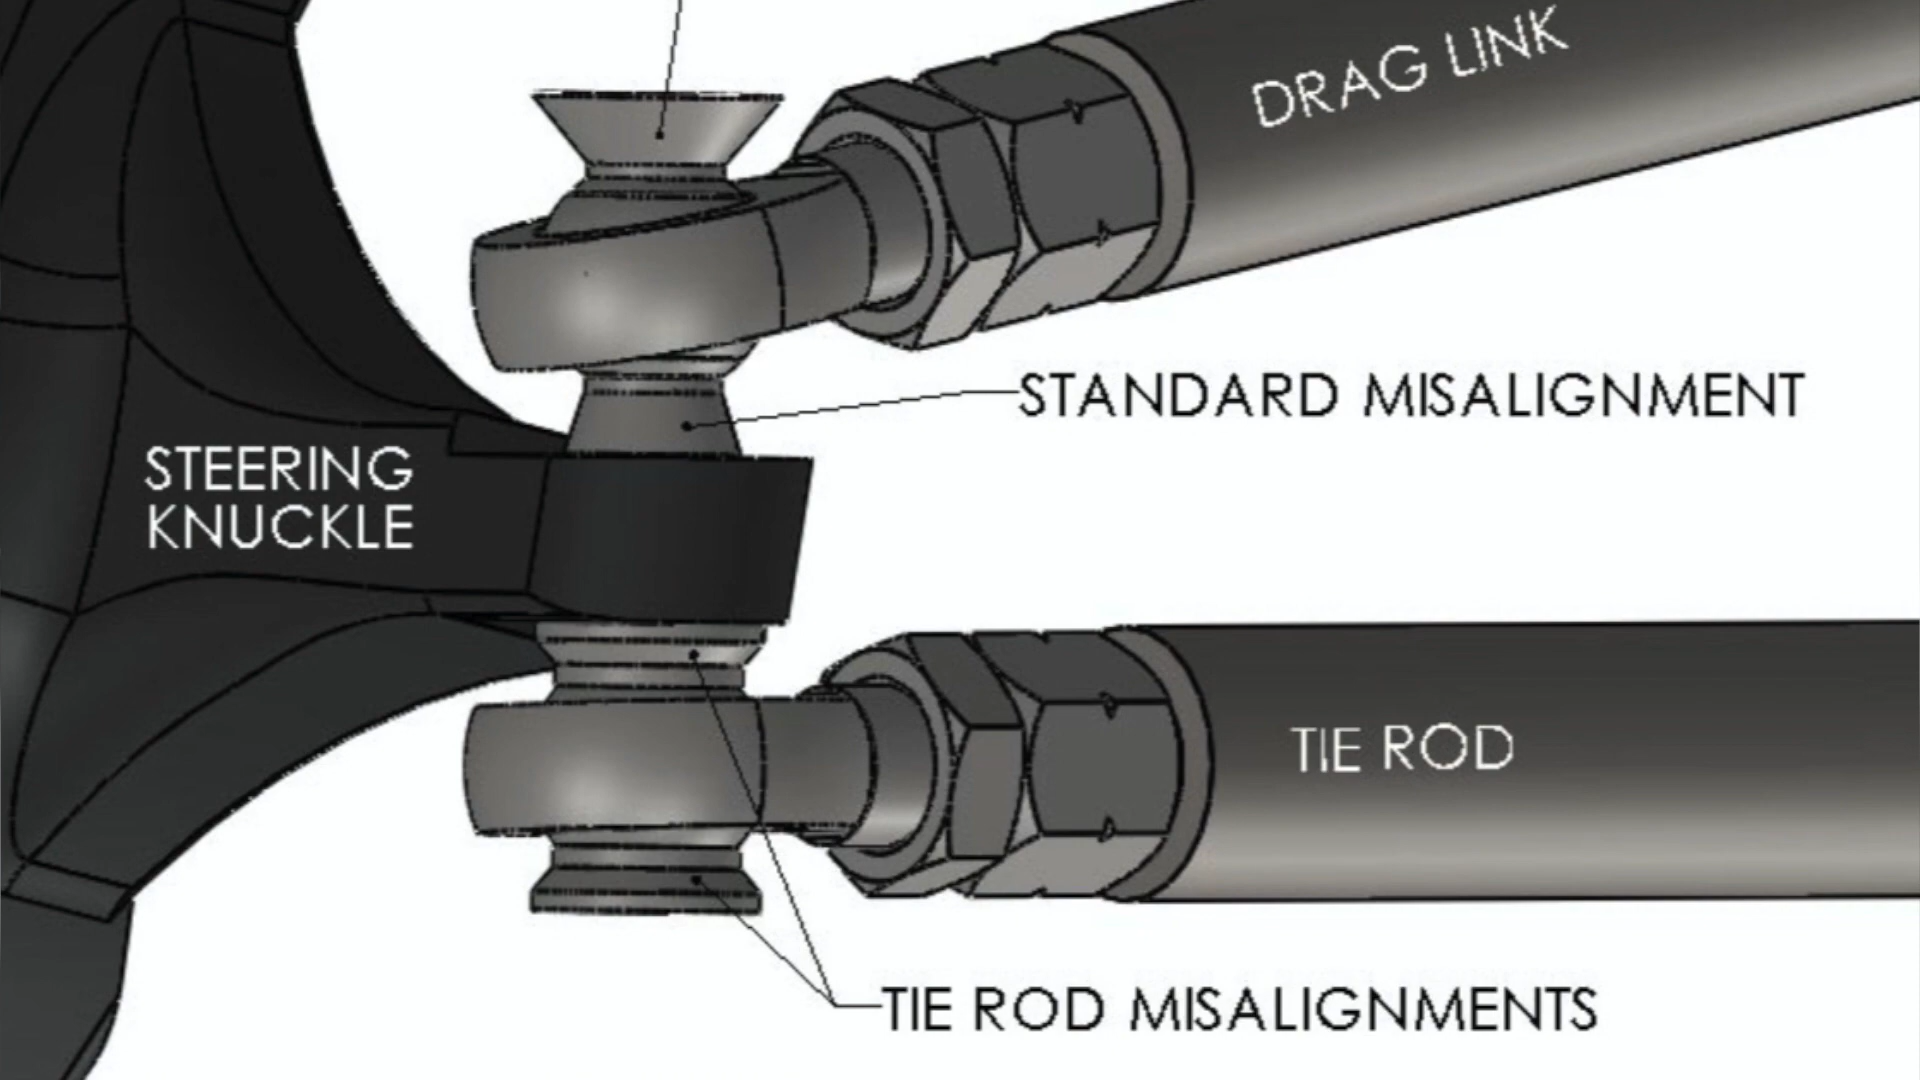 DRAG LINK
STANDARD MISALIGNMENT
STEERING
KNUCKLE
TIE ROD
TIE ROD MISALIGNMENTS